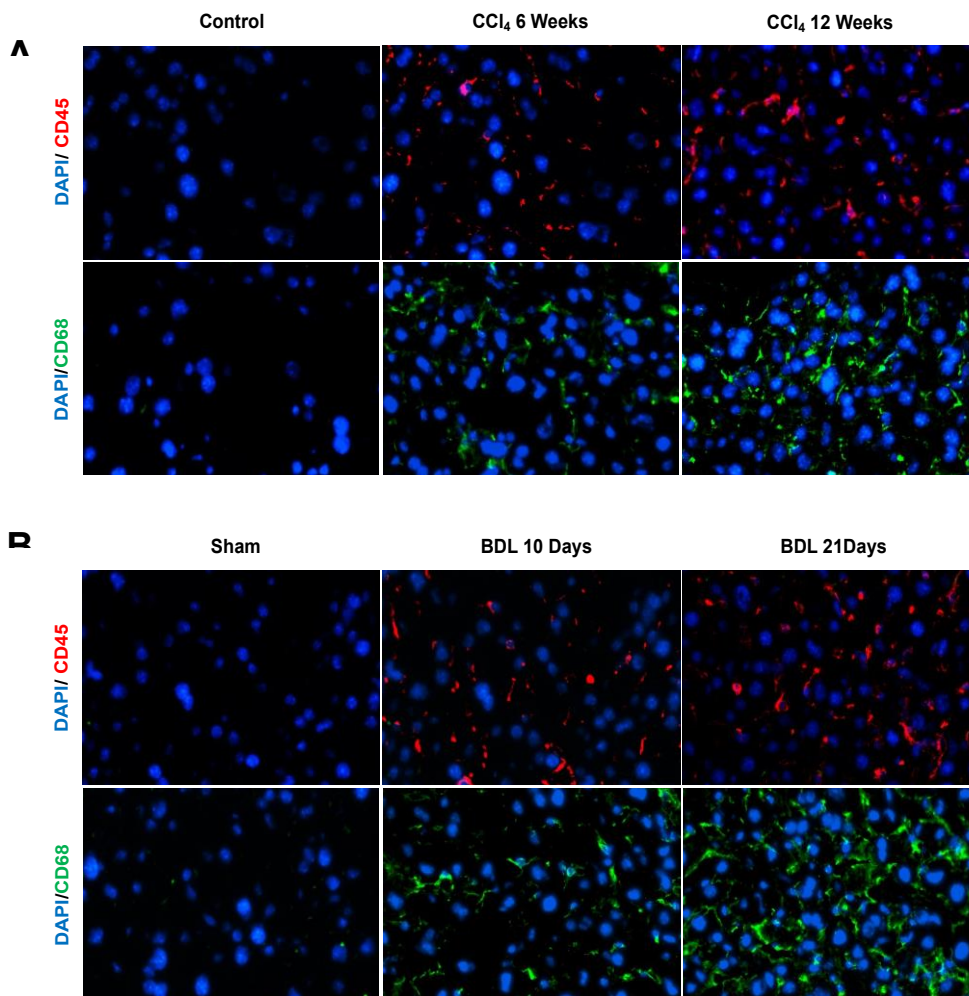 A
Control
CCl₄ 6 Weeks
CCl₄ 12 Weeks
DAPI/ CD45
DAPI/CD68
B
Sham
BDL 10 Days
BDL 21Days
DAPI/ CD45
DAPI/CD68